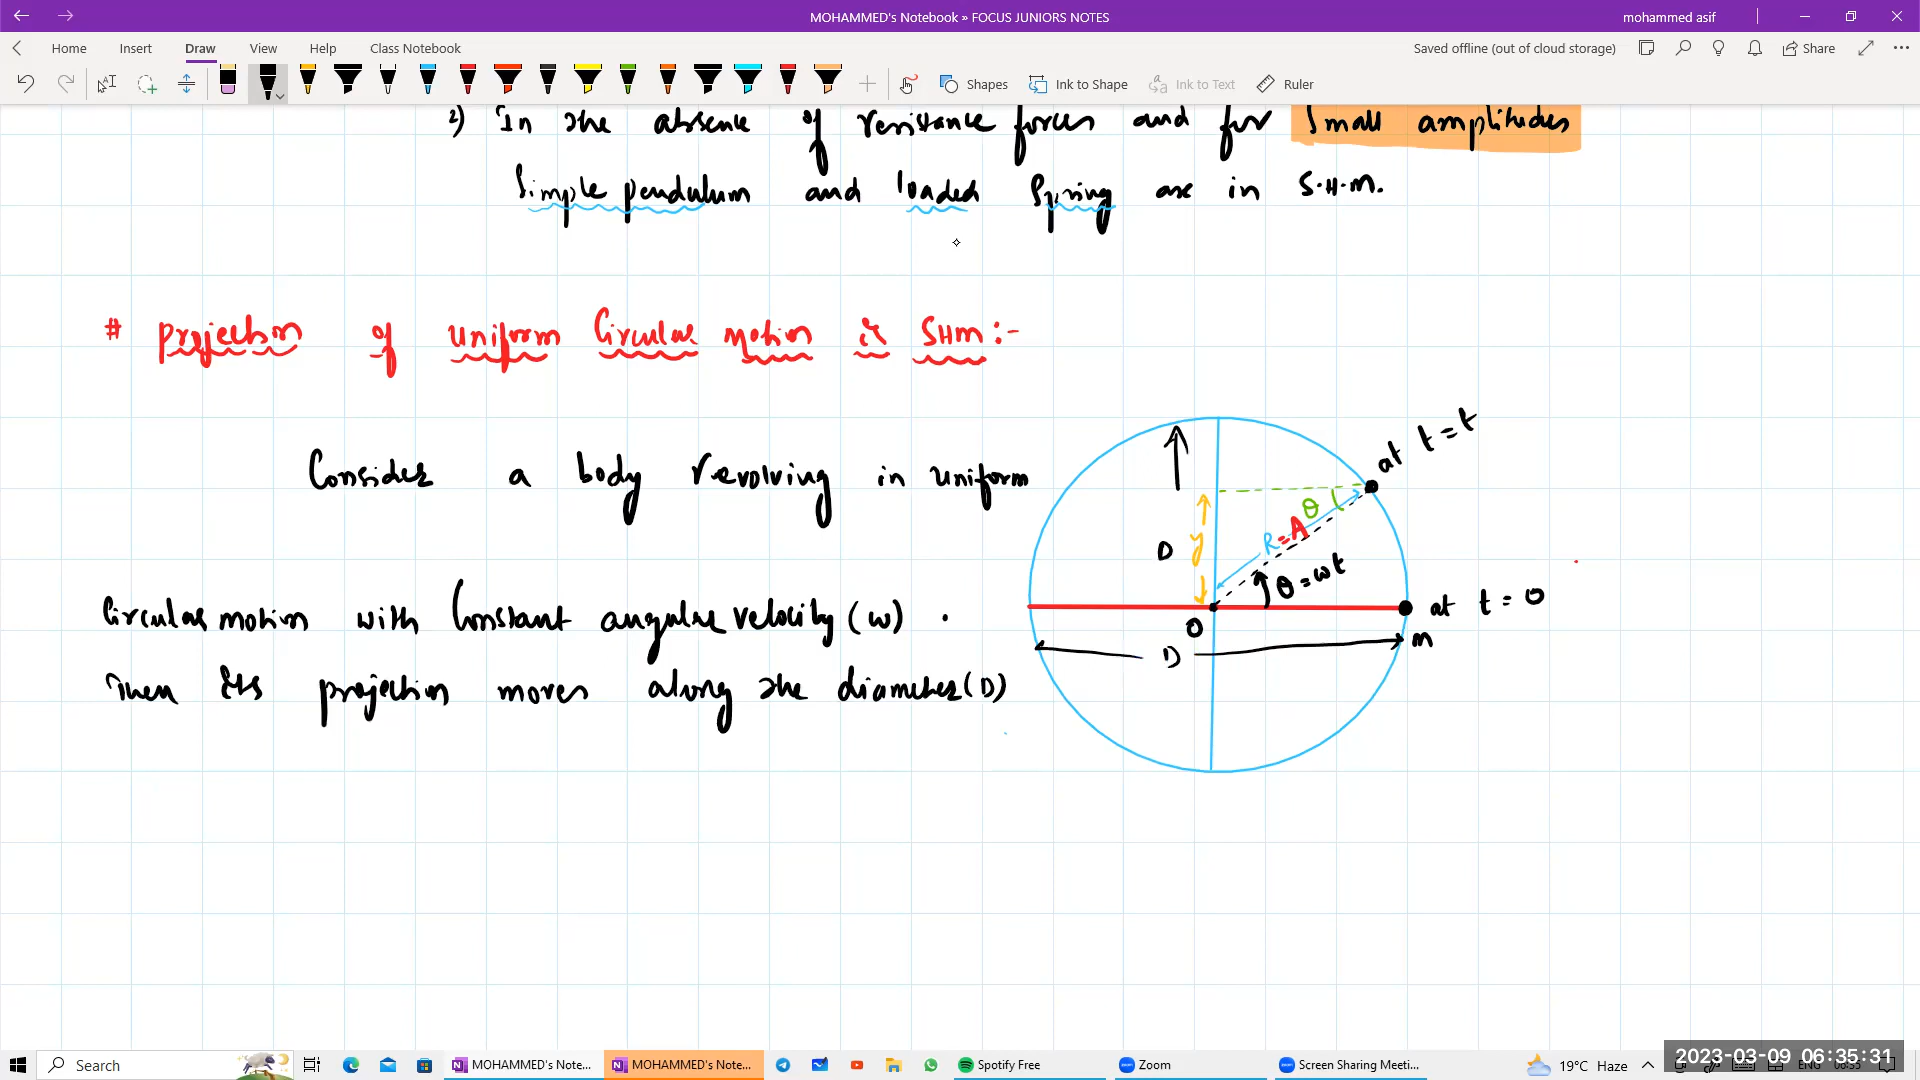 MOHAMMED's Notebook » FOCUS JUNIORS NOTES
mohammed asif
Home Insert Draw View Help Class Notebook
Saved offline (out of cloud storage)
Share
Shapes
Ink to Shape
Ink to Text
Ruler
2) In the absence of resistance forces and for Small amplitudes
Simple pendulum and loaded Spring are in S.H.M.
# Projection of uniform Circular motion is SHM:-
at t=t
Consider a body revolving in uniform
θ
R=A
D
y
θ=ωt
Circular motion with Constant angular velocity (w) .
at t=0
O
m
D
Then its projection moves along the diameter(D)
Search
MOHAMMED's Note...
MOHAMMED's Note...
Spotify Free
Zoom
Screen Sharing Meeti...
19°C Haze
2023-03-09 06:35:31